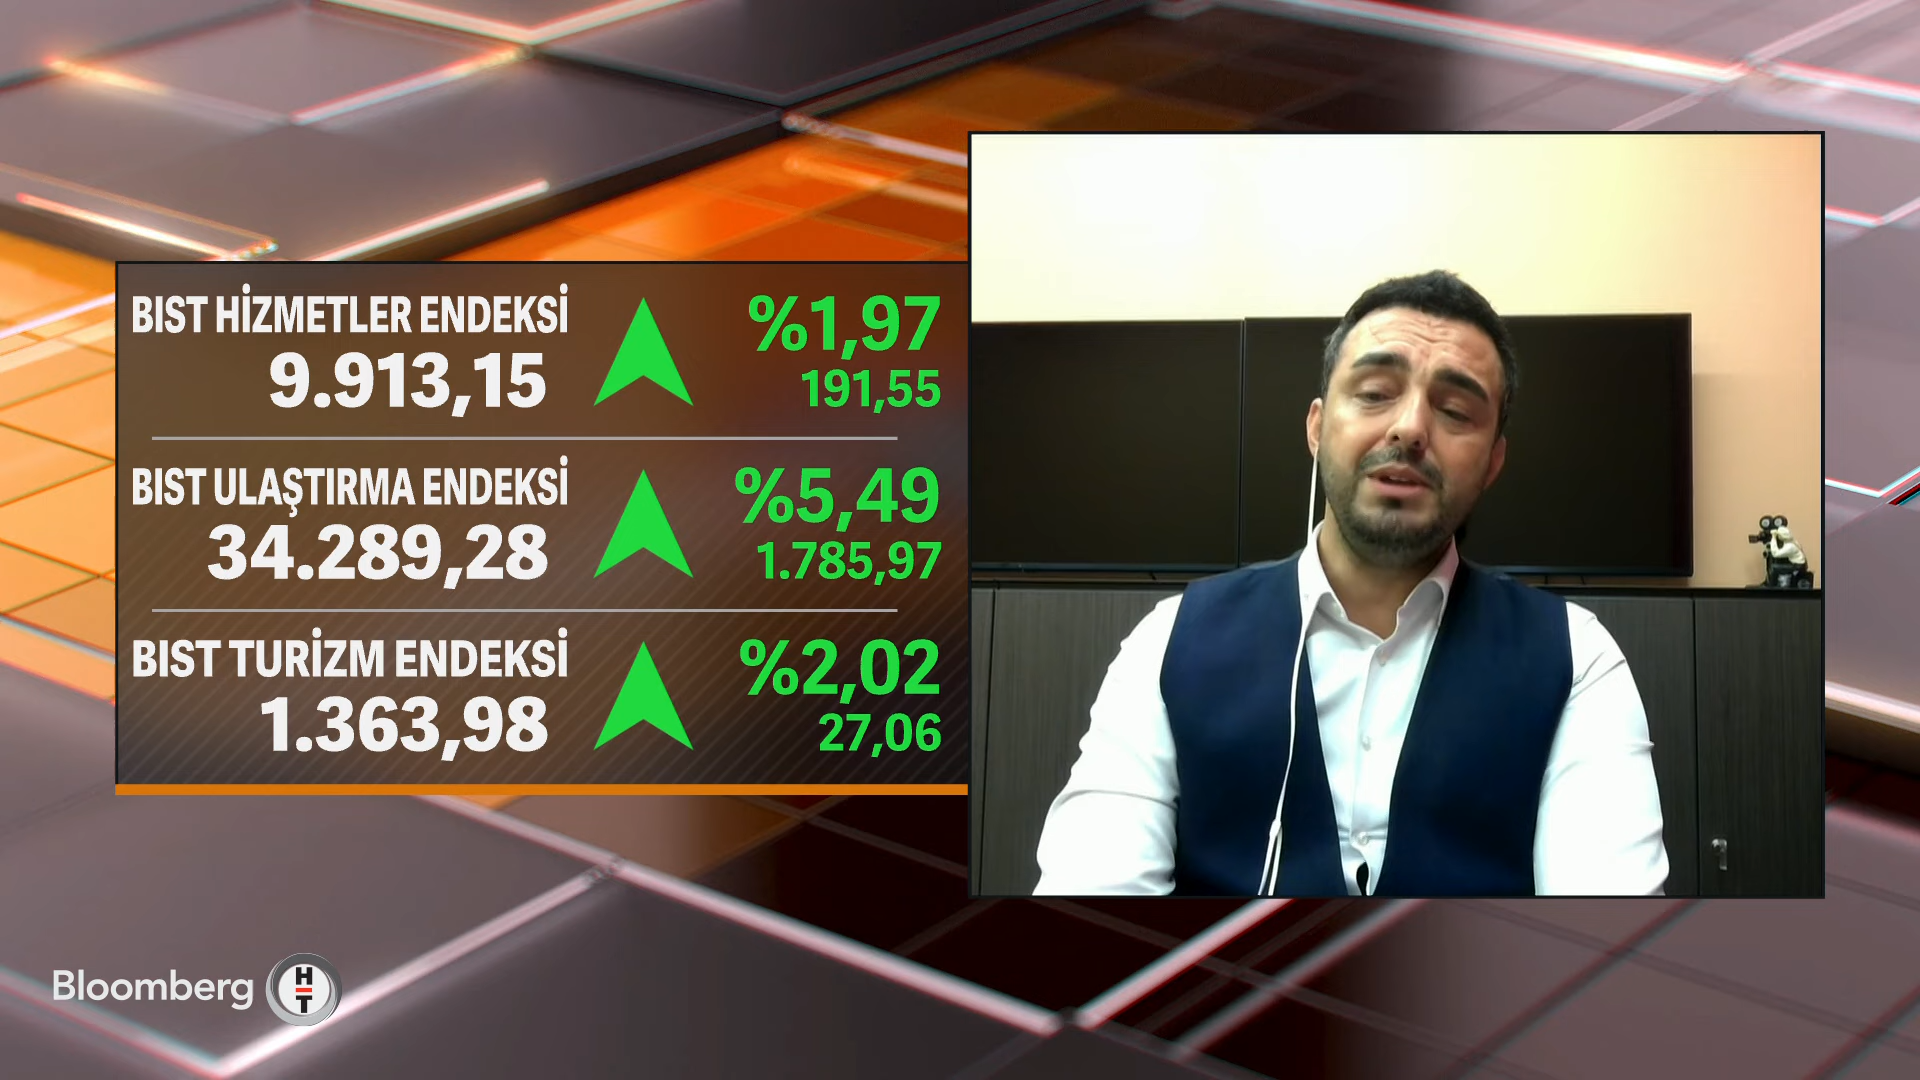 BIST HİZMETLER ENDEKSİ
9.913,15
%1,97
191,55
BIST ULAŞTIRMA ENDEKSİ
34.289,28
%5,49
1.785,97
BIST TURİZM ENDEKSİ
1.363,98
%2,02
27,06
Bloomberg HT